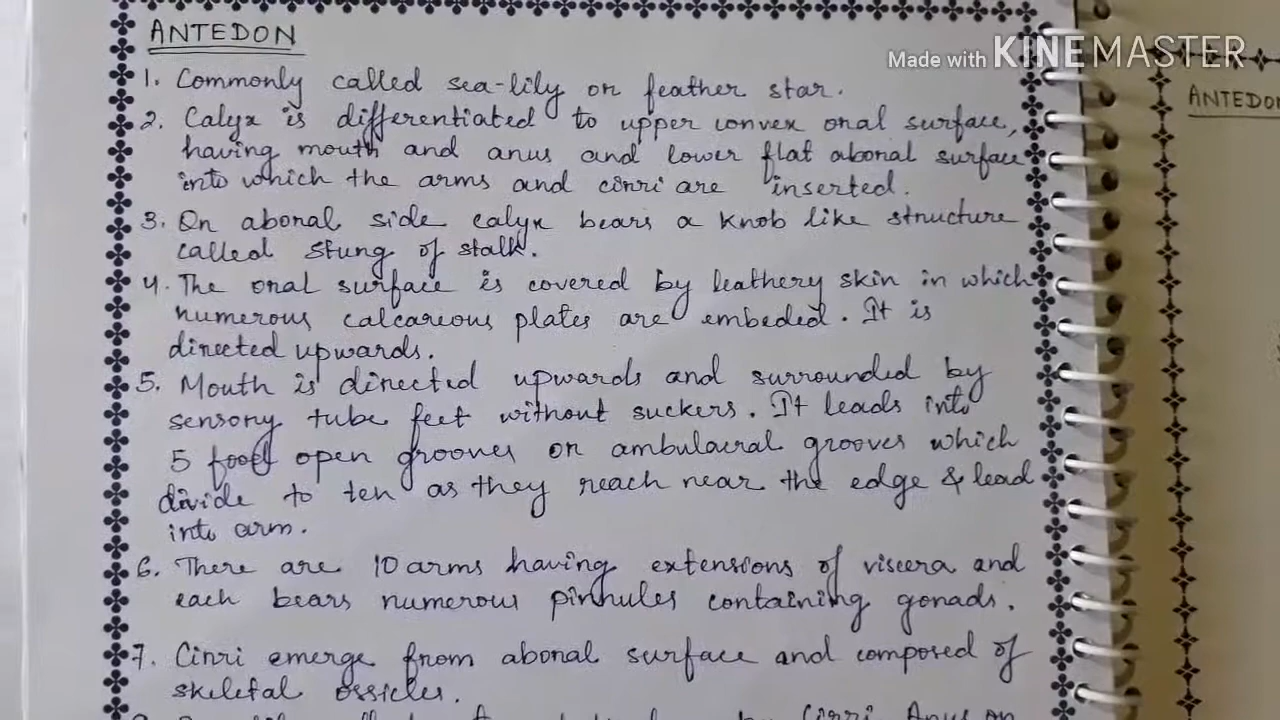 ANTEDON
Made with KINEMASTER
ANTEDON
1. Commonly called sea-lily or feather star.
2. Calyx is differentiated to upper convex oral surface,
having mouth and anus and lower flat aboral surface
into which the arms and cirri are inserted.
3. On aboral side calyx bears a knob like structure
called stung of stalk.
4. The oral surface is covered by leathery skin in which
numerous calcareous plates are embeded. It is
directed upwards.
5. Mouth is directed upwards and surrounded by
sensory tube feet without suckers. It leads into
5 open grooves or ambulacral grooves which
divide to ten as they reach near the edge & lead
into arm.
6. There are 10 arms having extensions of viscera and
each bears numerous pinnules containing gonads.
7. Cirri emerge from aboral surface and composed of
skeletal ossicles.
by Cirri. Anus on